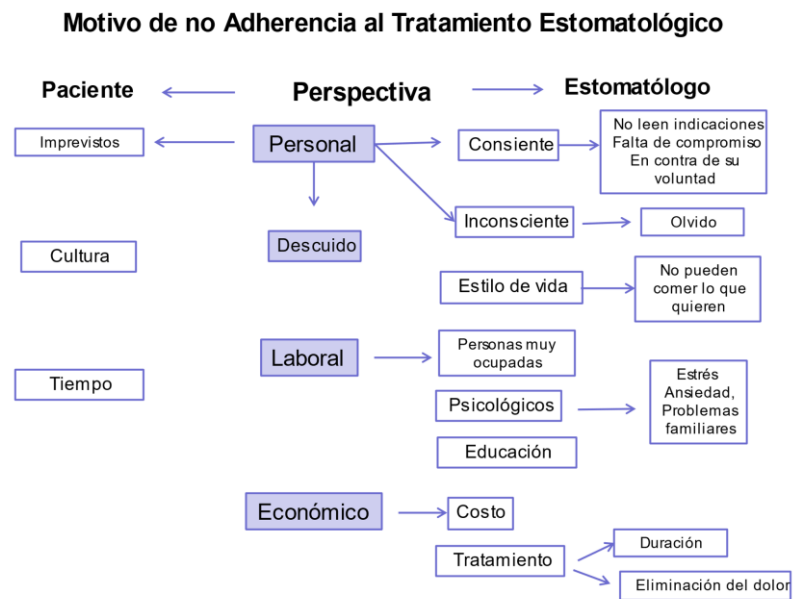 Motivo de no Adherencia al Tratamiento Estomatológico
Paciente
Perspectiva
Estomatólogo
Imprevistos
Personal
Consiente
No leen indicaciones
Falta de compromiso
En contra de su
voluntad
Inconsciente
Olvido
Descuido
Cultura
Estilo de vida
No pueden
comer lo que
quieren
Laboral
Personas muy
ocupadas
Tiempo
Psicológicos
Estrés
Ansiedad,
Problemas
familiares
Educación
Económico
Costo
Tratamiento
Duración
Eliminación del dolor